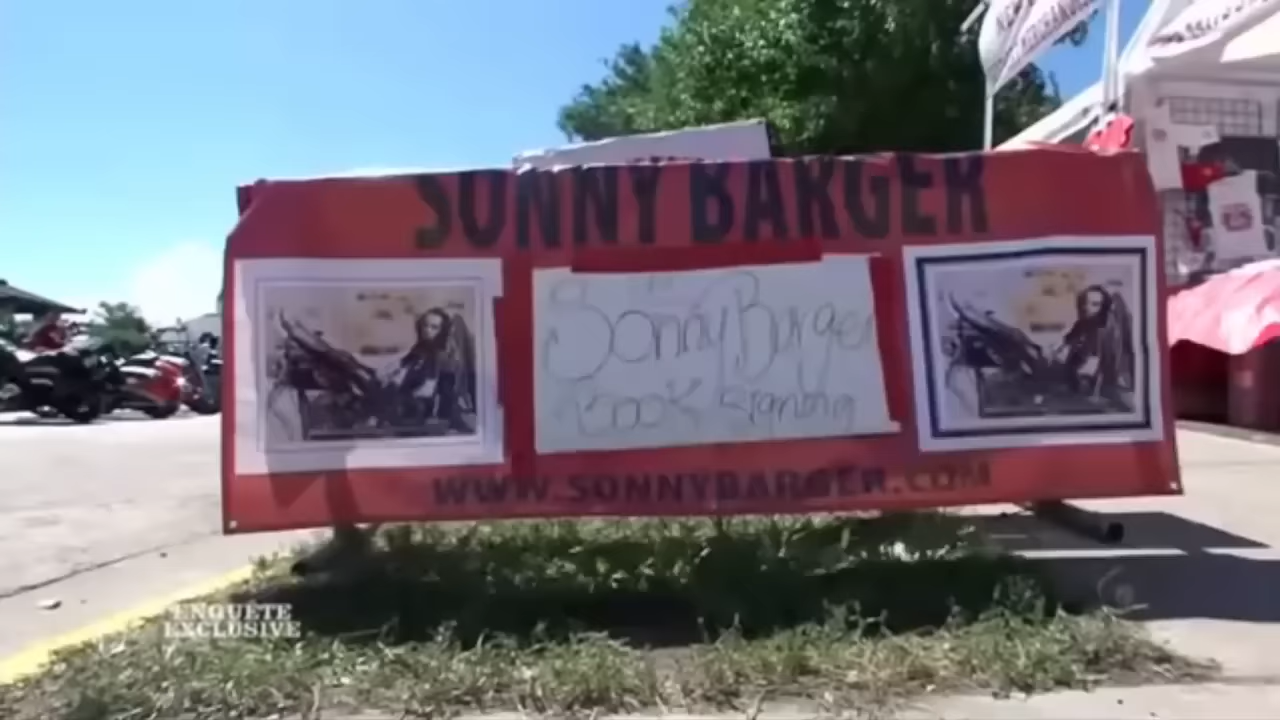 SONNY BARGER
Sonny Barger
Book Signing
WWW.SONNYBARGER.COM
ENQUÊTE
EXCLUSIVE